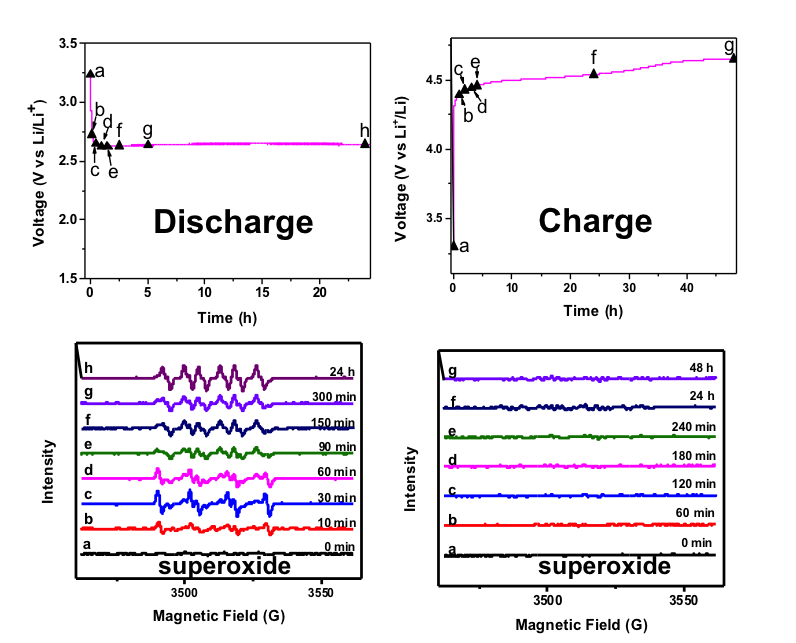 3.5
3.0
2.5
2.0
1.5
Voltage (V vs Li/Li+)
a
b
d
f
g
h
c
e
Discharge
0 5 10 15 20
Time (h)
4.5
4.0
3.5
Voltage (V vs Li+/Li)
g
f
e
c
d
b
a
Charge
0 10 20 30 40
Time (h)
Intensity
h 24 h
g 300 min
f 150 min
e 90 min
d 60 min
c 30 min
b 10 min
a 0 min
superoxide
3500 3550
Magnetic Field (G)
Intensity
g 48 h
f 24 h
e 240 min
d 180 min
c 120 min
b 60 min
a 0 min
superoxide
3500 3550
Magnetic Field (G)